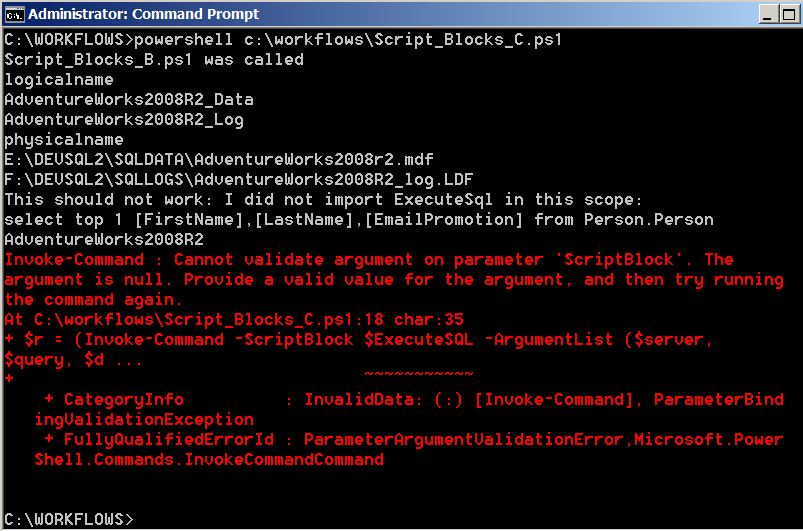 Administrator: Command Prompt
C:\WORKFLOWS>powershell c:\workflows\Script_Blocks_C.ps1
Script_Blocks_B.ps1 was called
logicalname
AdventureWorks2008R2_Data
AdventureWorks2008R2_Log
physicalname
E:\DEVSQL2\SQLDATA\AdventureWorks2008r2.mdf
F:\DEVSQL2\SQLLOGS\AdventureWorks2008R2_log.LDF
This should not work: I did not import ExecuteSql in this scope:
select top 1 [FirstName],[LastName],[EmailPromotion] from Person.Person
AdventureWorks2008R2
Invoke-Command : Cannot validate argument on parameter 'ScriptBlock'. The
argument is null. Provide a valid value for the argument, and then try running
the command again.
At C:\workflows\Script_Blocks_C.ps1:18 char:35
+ $r = (Invoke-Command -ScriptBlock $ExecuteSQL -ArgumentList ($server,
$query, $d ...
+                                   ~~~~~~~~~~~
    + CategoryInfo          : InvalidData: (:) [Invoke-Command], ParameterBind
   ingValidationException
    + FullyQualifiedErrorId : ParameterArgumentValidationError,Microsoft.Power
   Shell.Commands.InvokeCommandCommand
C:\WORKFLOWS>